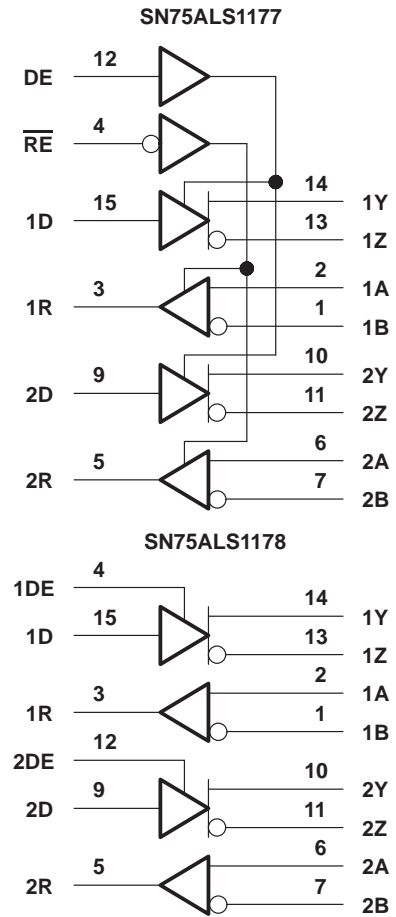 SN75ALS1177
12
DE
4
RE
14
15
1Y
1D
13
1Z
2
3
1A
1R
1
1B
10
9
2Y
2D
11
2Z
6
5
2A
2R
7
2B
SN75ALS1178
4
1DE
14
15
1Y
1D
13
1Z
2
3
1A
1R
1
1B
12
2DE
10
9
2Y
2D
11
2Z
6
5
2A
2R
7
2B